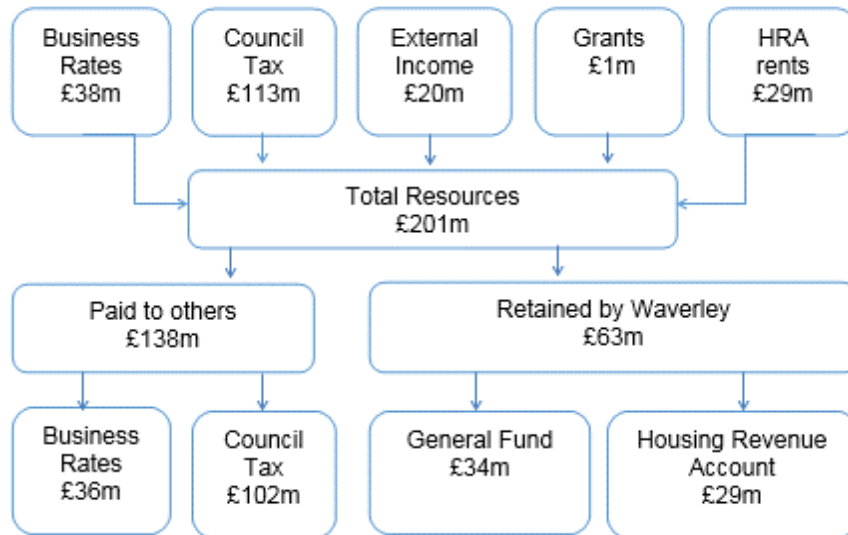 Business
Rates
£38m
Council
Tax
£113m
External
Income
£20m
Grants
£1m
HRA
rents
£29m
Total Resources
£201m
Paid to others
£138m
Retained by Waverley
£63m
Business
Rates
£36m
Council
Tax
£102m
General Fund
£34m
Housing Revenue
Account
£29m